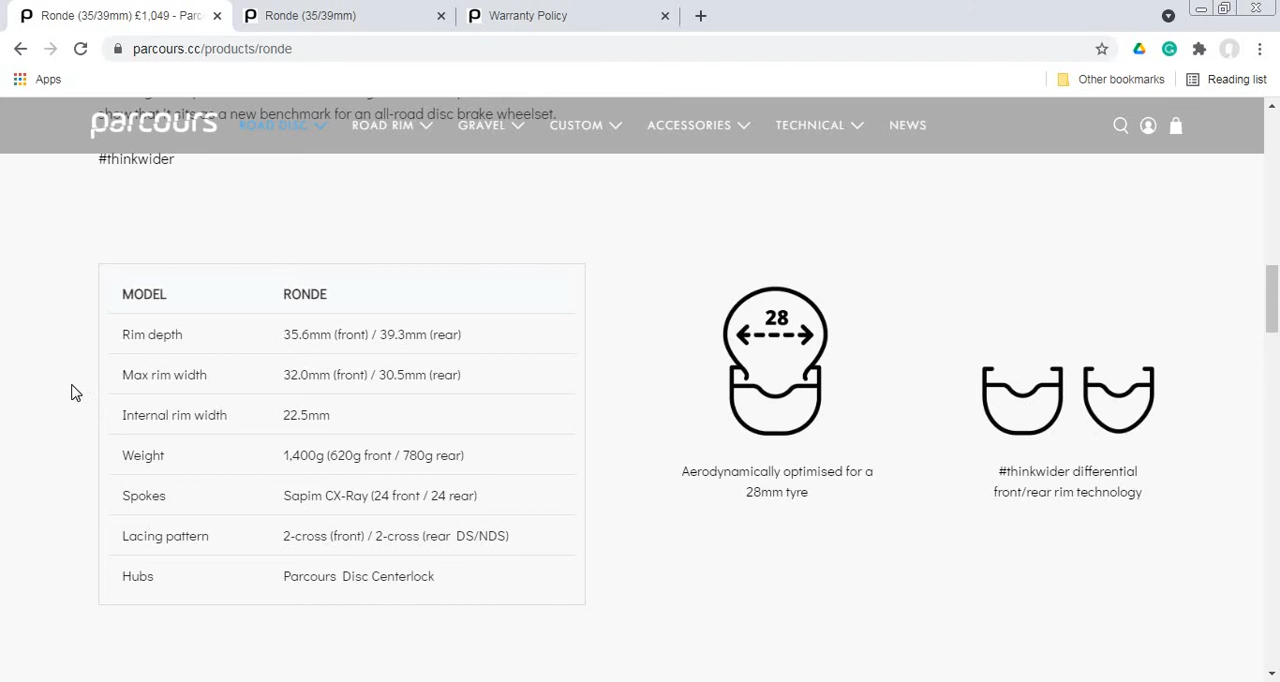 Ronde (35/39mm) £1,049 - Parc
Ronde (35/39mm)
Warranty Policy
parcours.cc/products/ronde
Apps
Other bookmarks
Reading list
show that it sits as a new benchmark for an all-road disc brake wheelset.
parcours
ROAD DISC
ROAD RIM
GRAVEL
CUSTOM
ACCESSORIES
TECHNICAL
NEWS
#thinkwider
MODEL RONDE
Rim depth 35.6mm (front) / 39.3mm (rear)
Max rim width 32.0mm (front) / 30.5mm (rear)
Internal rim width 22.5mm
Weight 1,400g (620g front / 780g rear)
Spokes Sapim CX-Ray (24 front / 24 rear)
Lacing pattern 2-cross (front) / 2-cross (rear DS/NDS)
Hubs Parcours Disc Centerlock
28
Aerodynamically optimised for a
28mm tyre
#thinkwider differential
front/rear rim technology